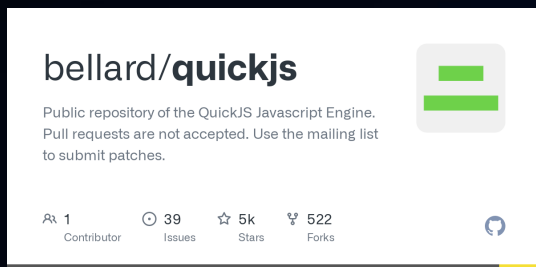 bellard/quickjs
Public repository of the QuickJS Javascript Engine.
Pull requests are not accepted. Use the mailing list
to submit patches.
1 39 5k 522
Contributor Issues Stars Forks